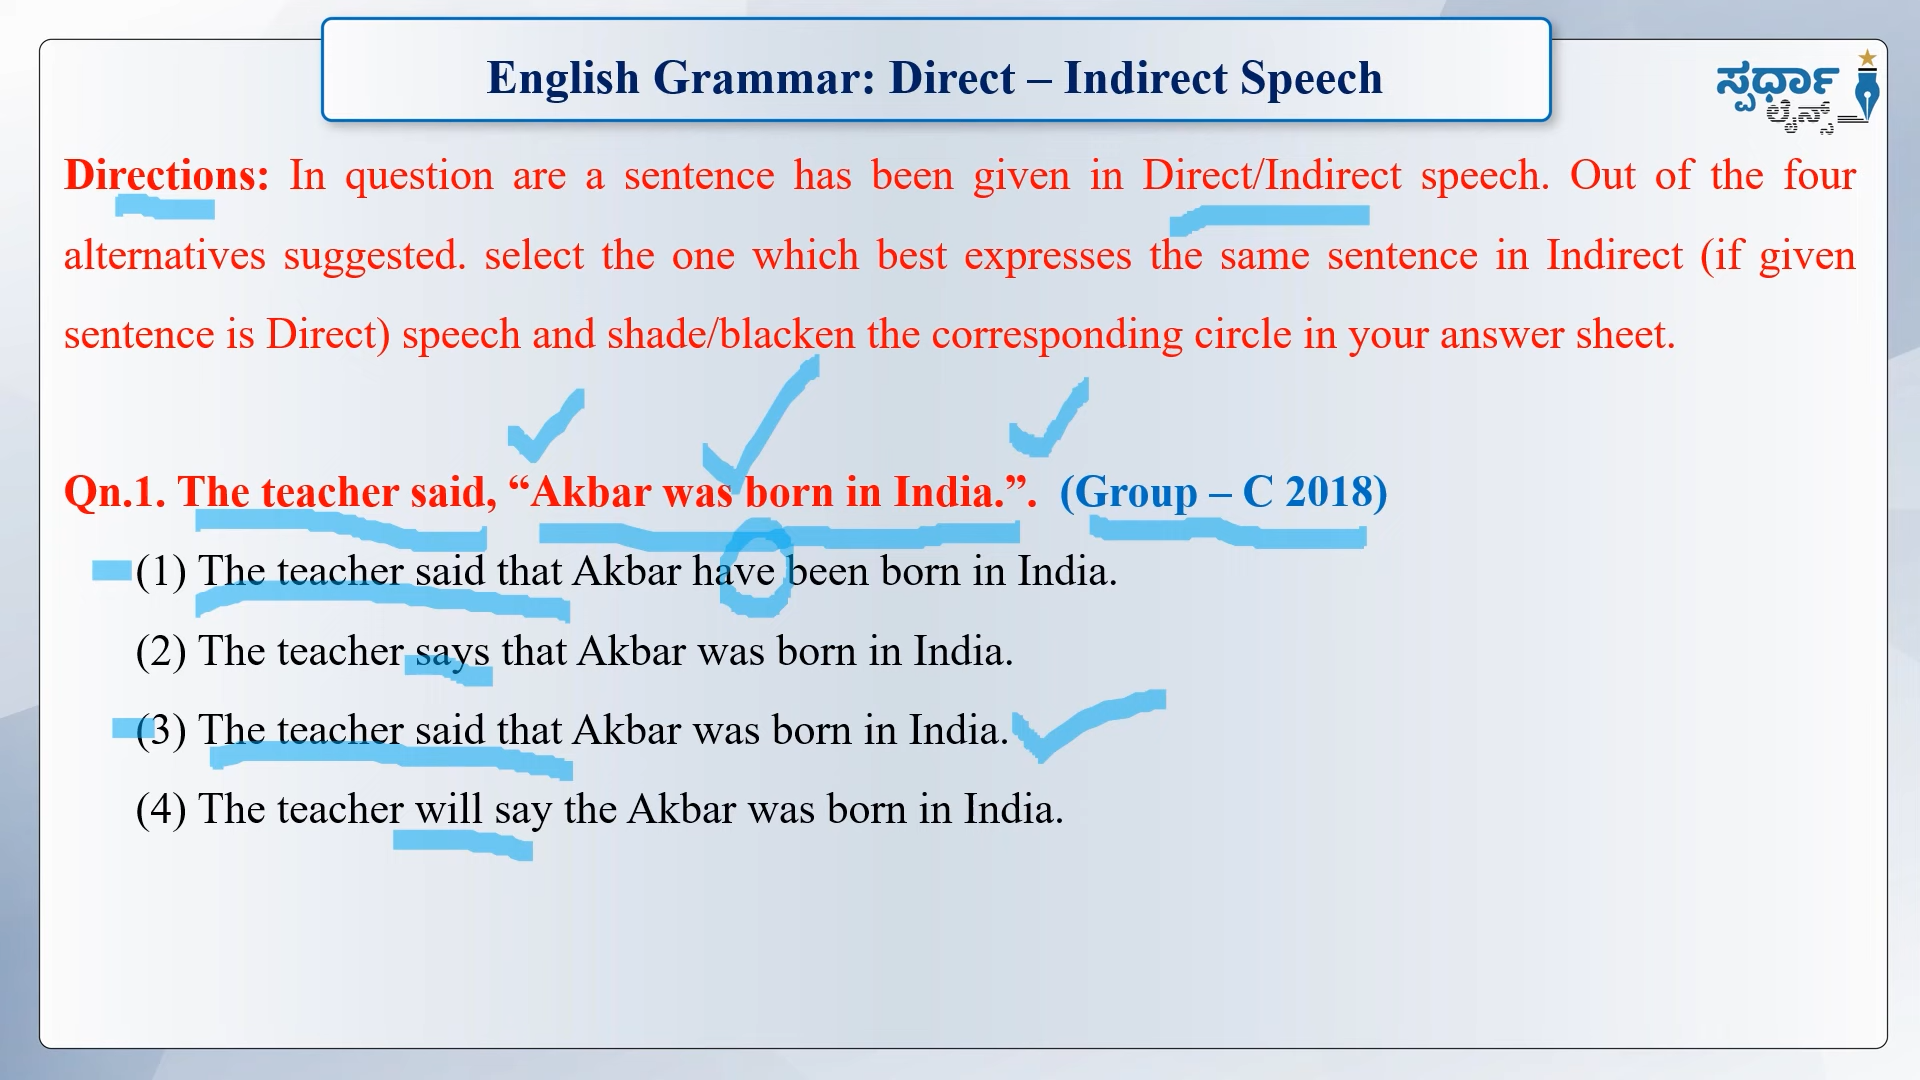 English Grammar: Direct – Indirect Speech
ಸ್ಪರ್ಧಾ
ಲೈನ್ಸ್
Directions: In question are a sentence has been given in Direct/Indirect speech. Out of the four
alternatives suggested. select the one which best expresses the same sentence in Indirect (if given
sentence is Direct) speech and shade/blacken the corresponding circle in your answer sheet.
Qn.1. The teacher said, “Akbar was born in India.”. (Group – C 2018)
(1) The teacher said that Akbar have been born in India.
(2) The teacher says that Akbar was born in India.
(3) The teacher said that Akbar was born in India.
(4) The teacher will say the Akbar was born in India.